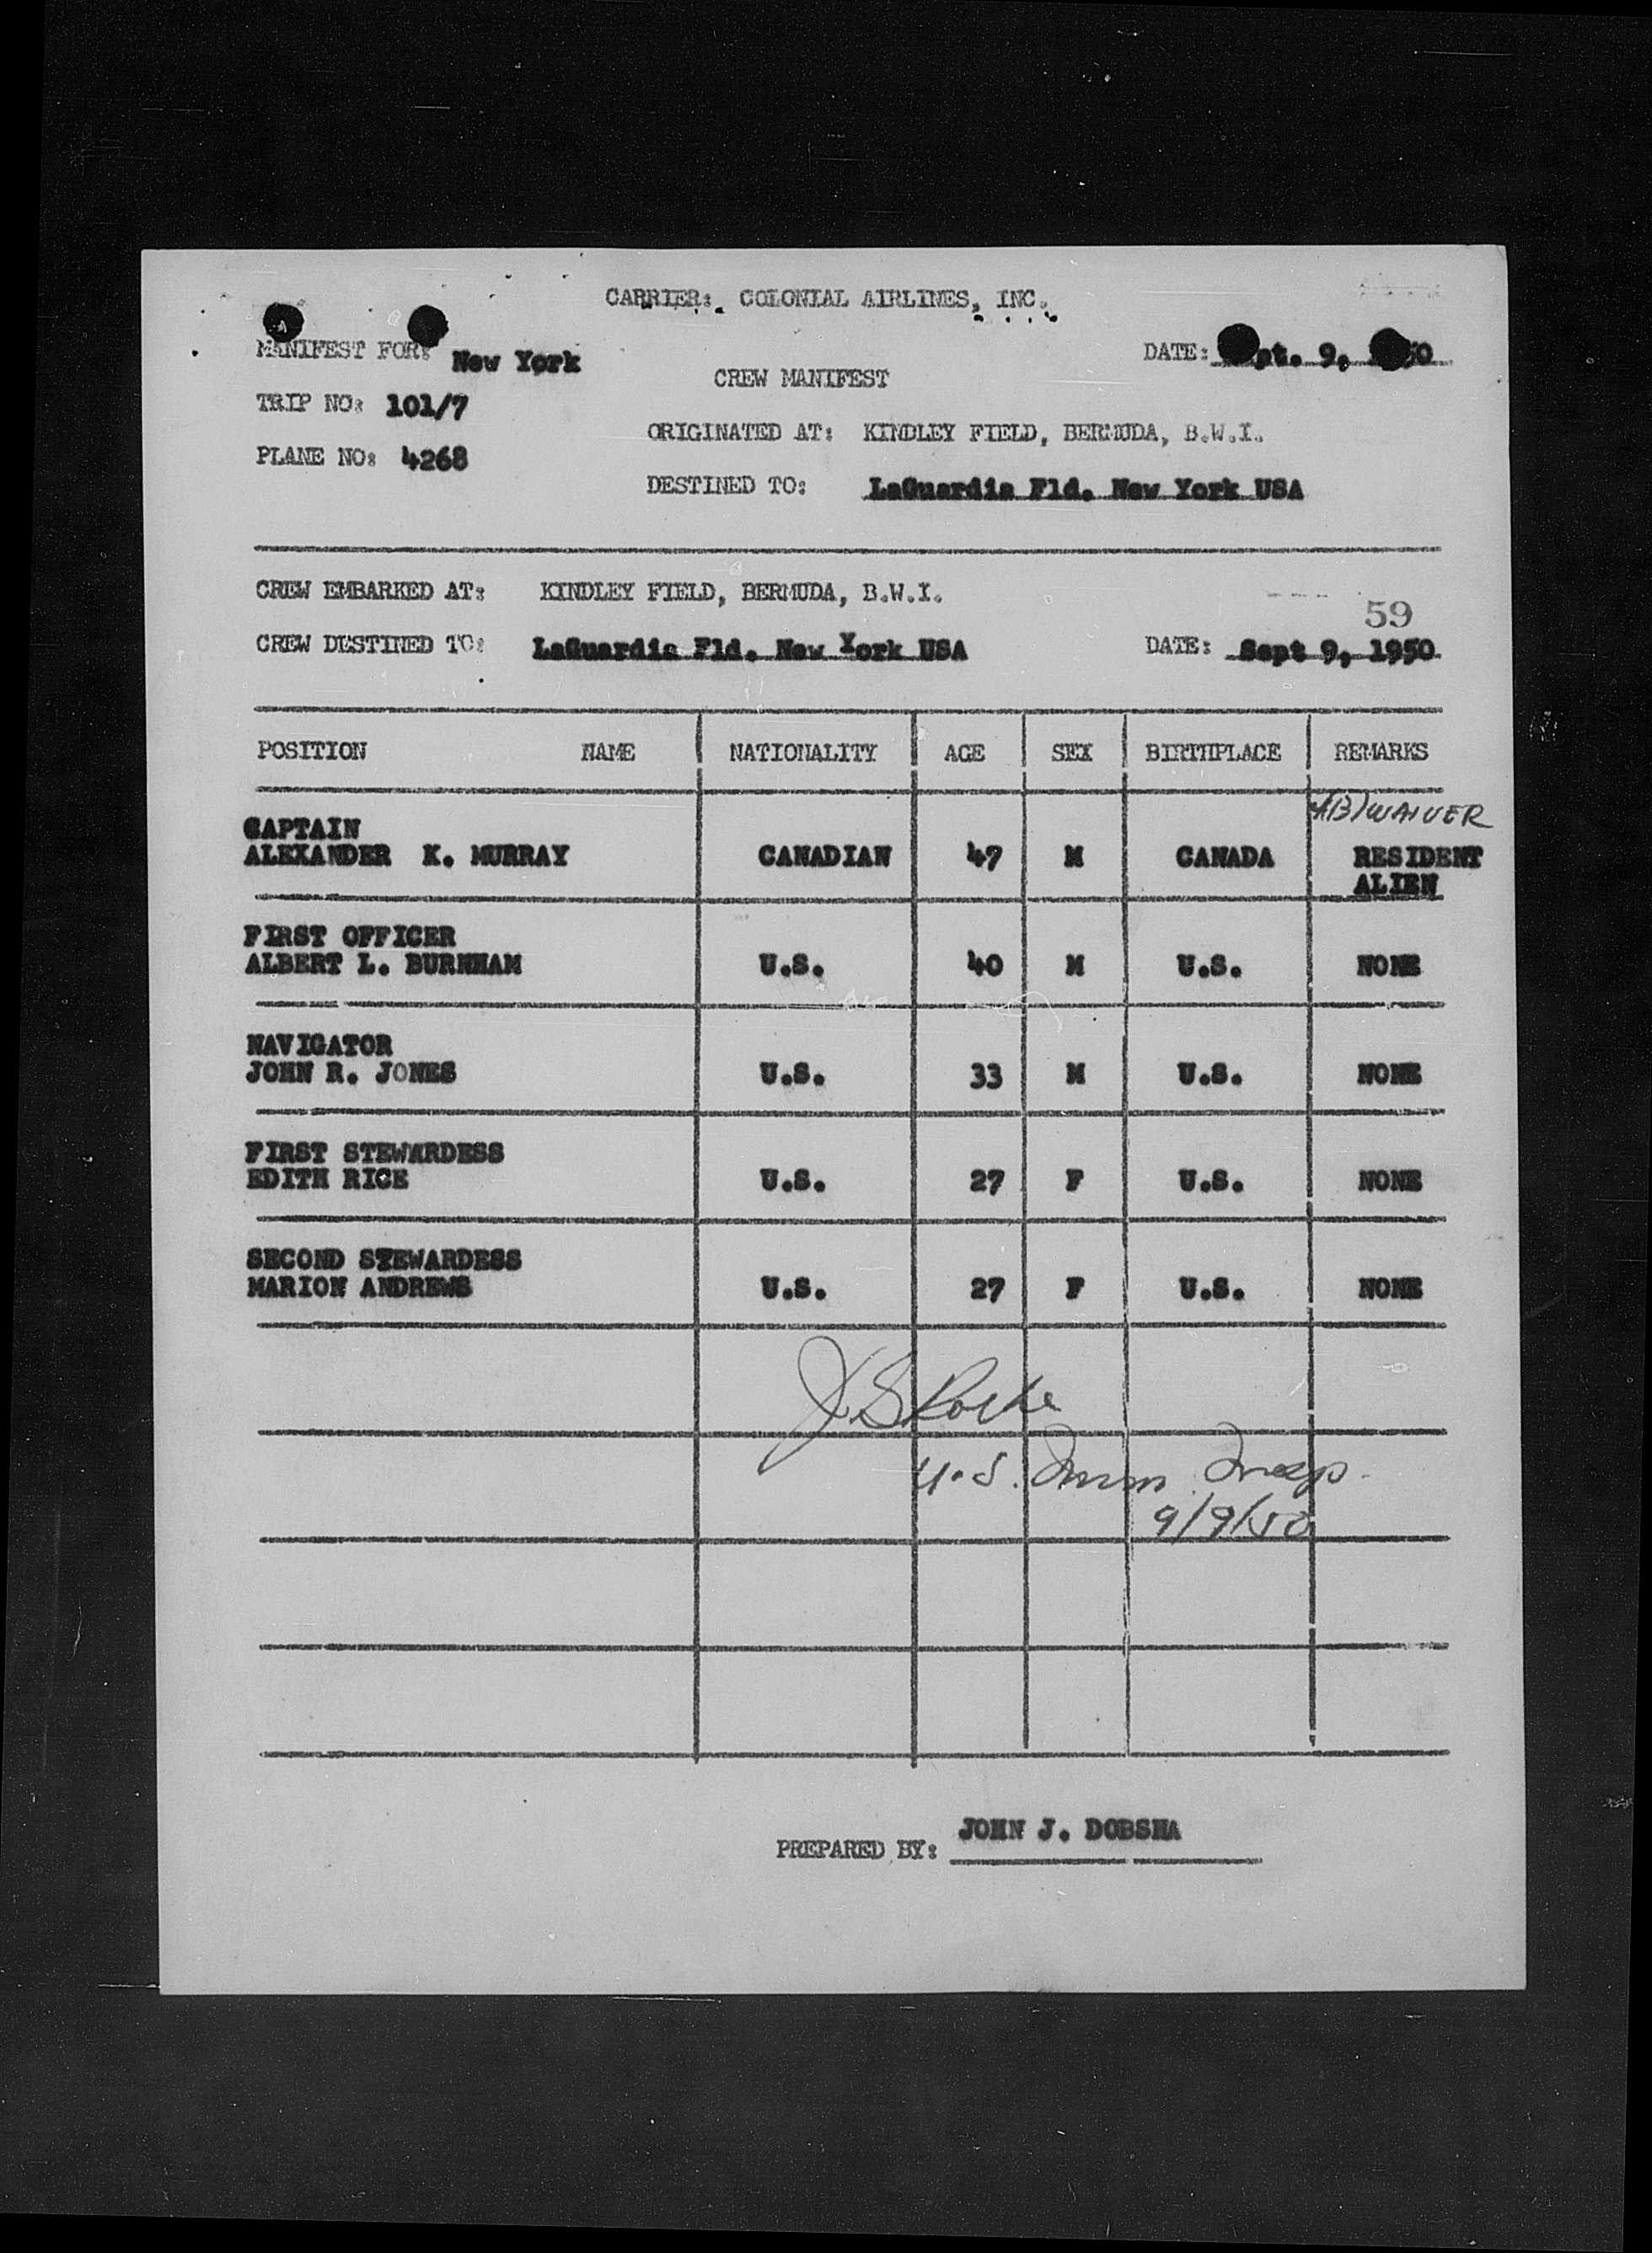 CARRIER: COLONIAL AIRLINES, INC.
MANIFEST FOR: New York
DATE: Sept. 9, 1950
CREW MANIFEST
TRIP NO: 101/7
ORIGINATED AT: KINDLEY FIELD, BERMUDA, B.W.I.
PLANE NO: 4268
DESTINED TO: LaGuardia Fld. New York USA
CREW EMBARKED AT: KINDLEY FIELD, BERMUDA, B.W.I.
59
CREW DESTINED TO: LaGuardia Fld. New York USA DATE: Sept 9, 1950
POSITION NAME NATIONALITY AGE SEX BIRTHPLACE REMARKS
(B) WAIVER
CAPTAIN
ALEXANDER K. MURRAY CANADIAN 47 M CANADA RESIDENT
ALIEN
FIRST OFFICER
ALBERT L. BURNHAM U.S. 40 M U.S. NONE
NAVIGATOR
JOHN R. JONES U.S. 33 M U.S. NONE
FIRST STEWARDESS
EDITH RICE U.S. 27 F U.S. NONE
SECOND STEWARDESS
MARION ANDREWS U.S. 27 F U.S. NONE
U.S. Imm Insp.
9/9/50
JOHN J. DOBSHA
PREPARED BY: